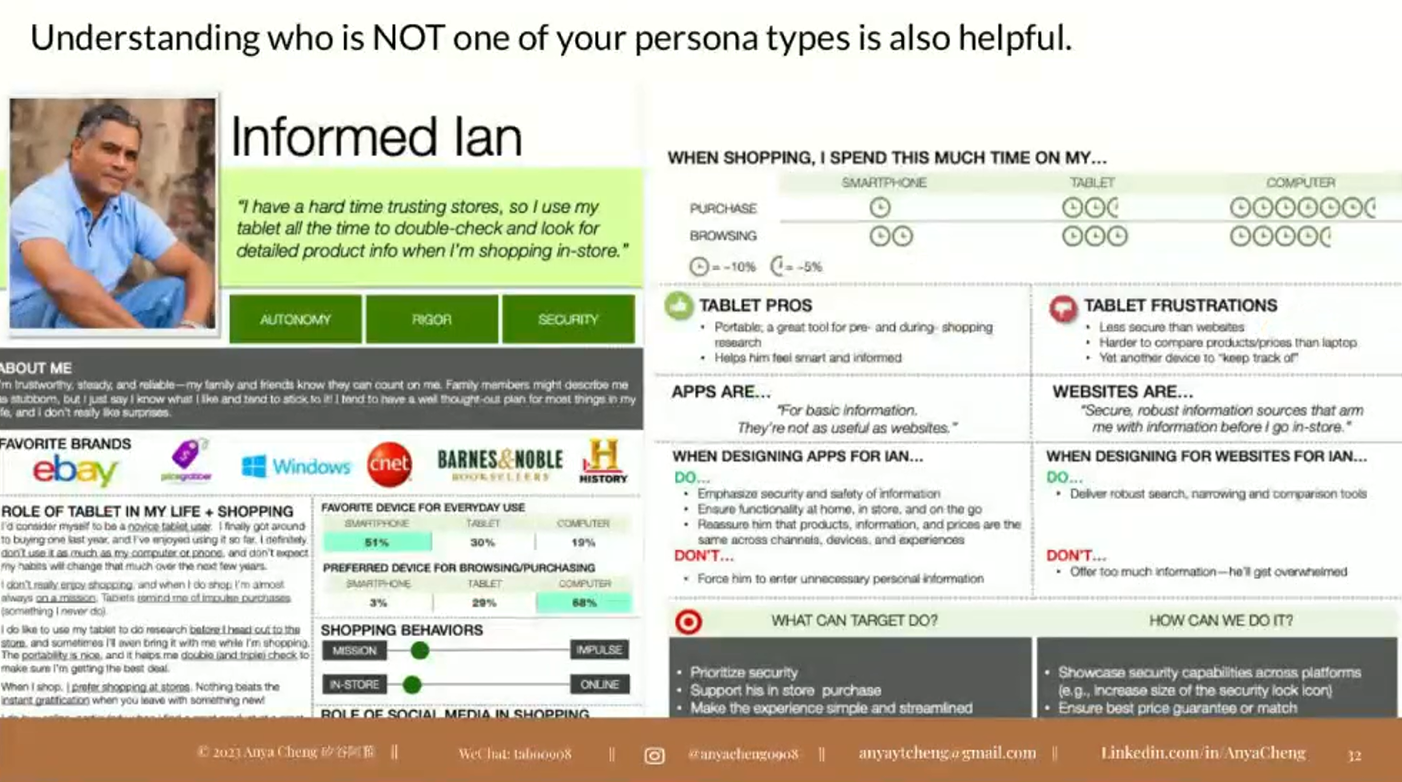 Understanding who is NOT one of your persona types is also helpful.
Informed Ian
"I have a hard time trusting stores, so I use my
tablet all the time to double-check and look for
detailed product info when I'm shopping in-store."
AUTONOMY
RIGOR
SECURITY
ABOUT ME
I'm trustworthy, steady, and reliable—my family and friends know they can count on me. Family members might describe me
as stubborn, but I just say I know what I like and tend to stick to it! I tend to have a well thought-out plan for most things in my
life, and I don't really like surprises.
FAVORITE BRANDS
ebay
pricegrabber
Windows
cnet
BARNES&NOBLE
BOOKSELLERS
H
HISTORY
ROLE OF TABLET IN MY LIFE + SHOPPING
I'd consider myself to be a novice tablet user. I finally got around
to buying one last year, and I've enjoyed using it so far. I definitely
don't use it as much as my computer or phone, and don't expect
my habits will change that much over the next few years.
I don't really enjoy shopping, and when I do shop I'm almost
always on a mission. Tablets remind me of impulse purchases
(something I never do).
I do like to use my tablet to do research before I head out to the
store, and sometimes I'll even bring it with me while I'm shopping.
The portability is nice, and it helps me double (and triple) check to
make sure I'm getting the best deal.
When I shop, I prefer shopping at stores. Nothing beats the
instant gratification when you leave with something new!
FAVORITE DEVICE FOR EVERYDAY USE
SMARTPHONE TABLET COMPUTER
51% 30% 19%
PREFERRED DEVICE FOR BROWSING/PURCHASING
SMARTPHONE TABLET COMPUTER
3% 29% 68%
SHOPPING BEHAVIORS
MISSION IMPULSE
IN-STORE ONLINE
ROLE OF SOCIAL MEDIA IN SHOPPING
WHEN SHOPPING, I SPEND THIS MUCH TIME ON MY...
SMARTPHONE TABLET COMPUTER
PURCHASE
BROWSING
= ~10% = ~5%
TABLET PROS
• Portable; a great tool for pre- and during- shopping
research
• Helps him feel smart and informed
TABLET FRUSTRATIONS
• Less secure than websites
• Harder to compare products/prices than laptop
• Yet another device to "keep track of"
APPS ARE...
"For basic information.
They're not as useful as websites."
WEBSITES ARE...
"Secure, robust information sources that arm
me with information before I go in-store."
WHEN DESIGNING APPS FOR IAN...
DO...
• Emphasize security and safety of information
• Ensure functionality at home, in store, and on the go
• Reassure him that products, information, and prices are the
same across channels, devices, and experiences
DON'T...
• Force him to enter unnecessary personal information
WHEN DESIGNING FOR WEBSITES FOR IAN...
DO...
• Deliver robust search, narrowing and comparison tools
DON'T...
• Offer too much information—he'll get overwhelmed
WHAT CAN TARGET DO?
• Prioritize security
• Support his in store purchase
• Make the experience simple and streamlined
HOW CAN WE DO IT?
• Showcase security capabilities across platforms
(e.g., increase size of the security lock icon)
• Ensure best price guarantee or match
© 2023 Anya Cheng 矽谷阿雅 || WeChat: tab00008 || @anyacheng0908 || anyaytcheng@gmail.com || Linkedin.com/in/AnyaCheng 32